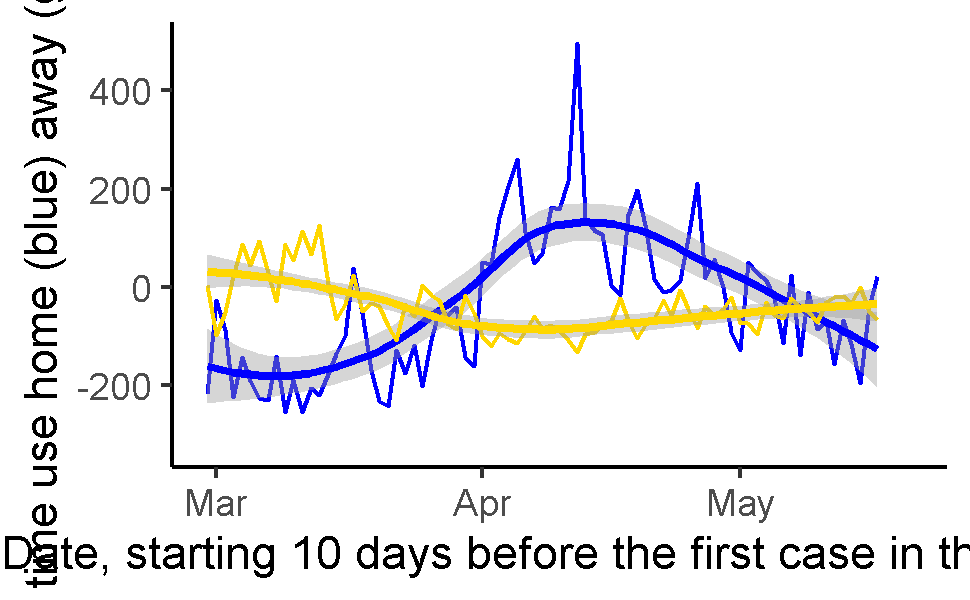 time use home (blue) away (
400
200
0
-200
Mar Apr May
Date, starting 10 days before the first case in th